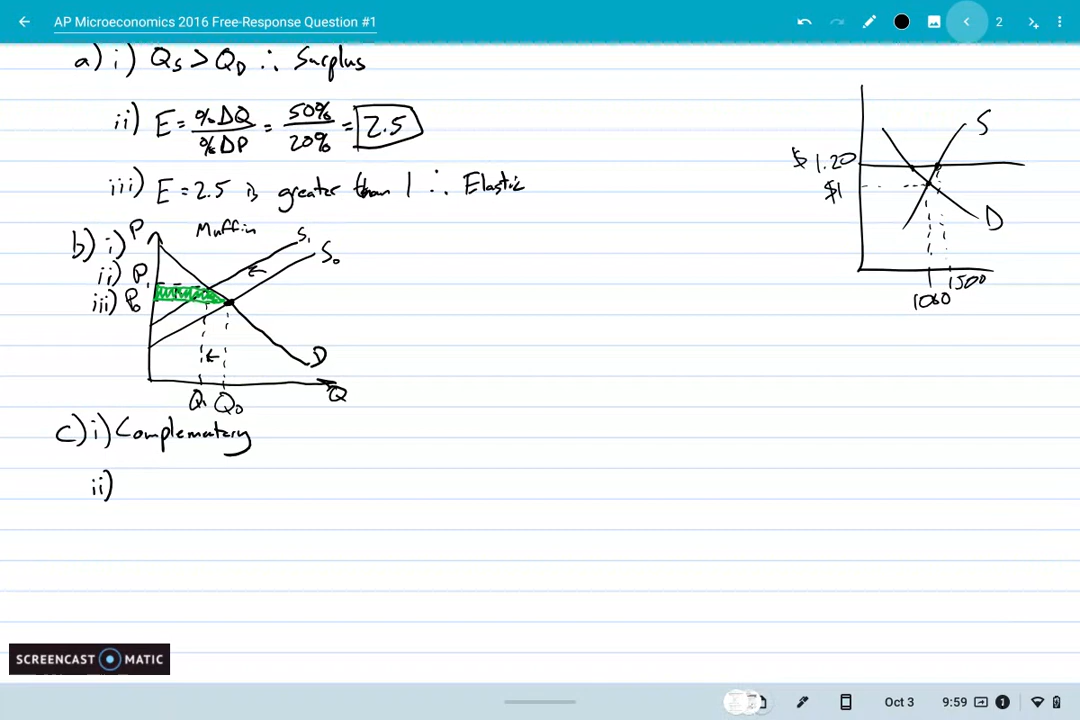 AP Microeconomics 2016 Free-Response Question #1
2
a) i) Qs > QD ∴ Surplus
ii) E = %ΔQ / %ΔP = 50% / 20% = 2.5
iii) E = 2.5 is greater than 1 ∴ Elastic
b) i) P Muffin S₁
S₀
ii) P₁
iii) P₀
D
Q₁ Q₀ Q
c) i) Complementary
ii)
S
$1.20
$1
D
1000 1500
SCREENCAST MATIC
Oct 3 9:59 1